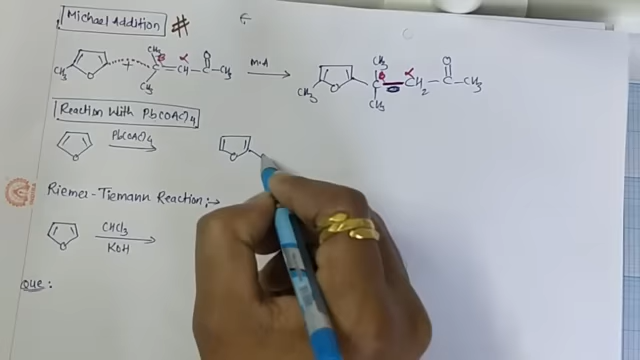 Michael Addition #
CH3 O + CH3 C β CH3 CH α C O CH3 M·A CH3 O CH3 C β CH3 CH2 α C O CH3
Reaction With Pb(OAC)4
O Pb(OAC)4 O
Riemer-Tiemann Reaction :→
O CHCl3 KOH
Que :